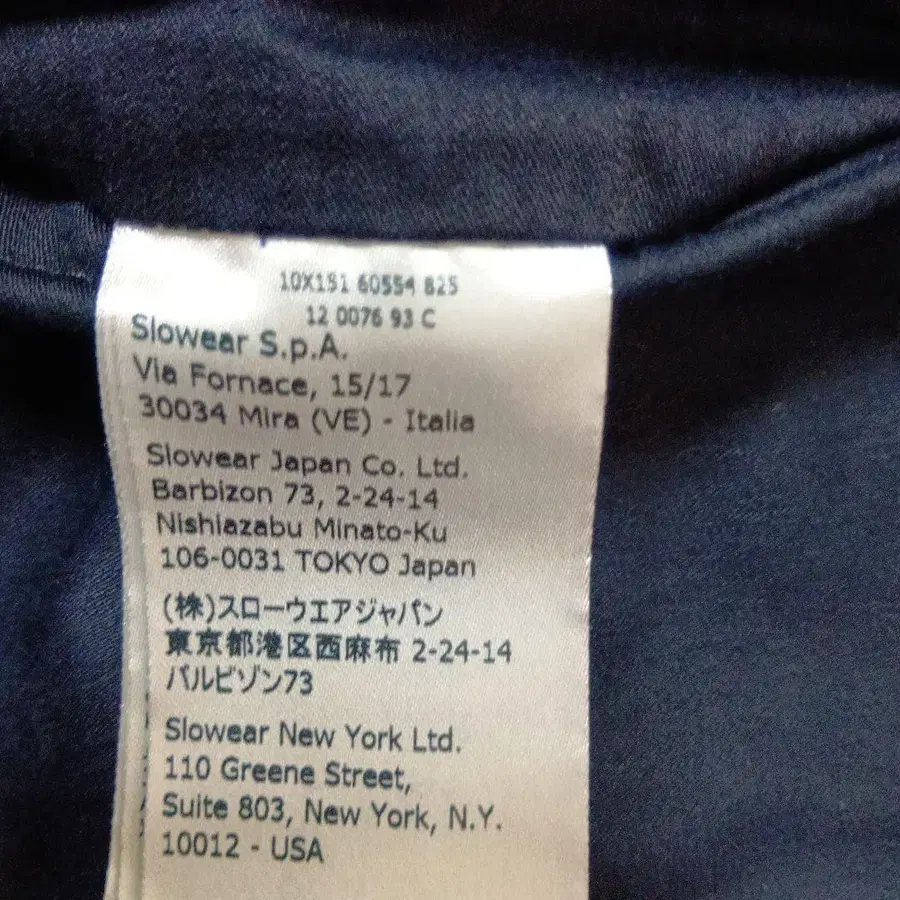 10X1S1 60554 825
12 0076 93 C
Slowear S.p.A.
Via Fornace, 15/17
30034 Mira (VE) - Italia
Slowear Japan Co. Ltd.
Barbizon 73, 2-24-14
Nishiazabu Minato-Ku
106-0031 TOKYO Japan
(株)スローウエアジャパン
東京都港区西麻布 2-24-14
バルビゾン73
Slowear New York Ltd.
110 Greene Street,
Suite 803, New York, N.Y.
10012 - USA